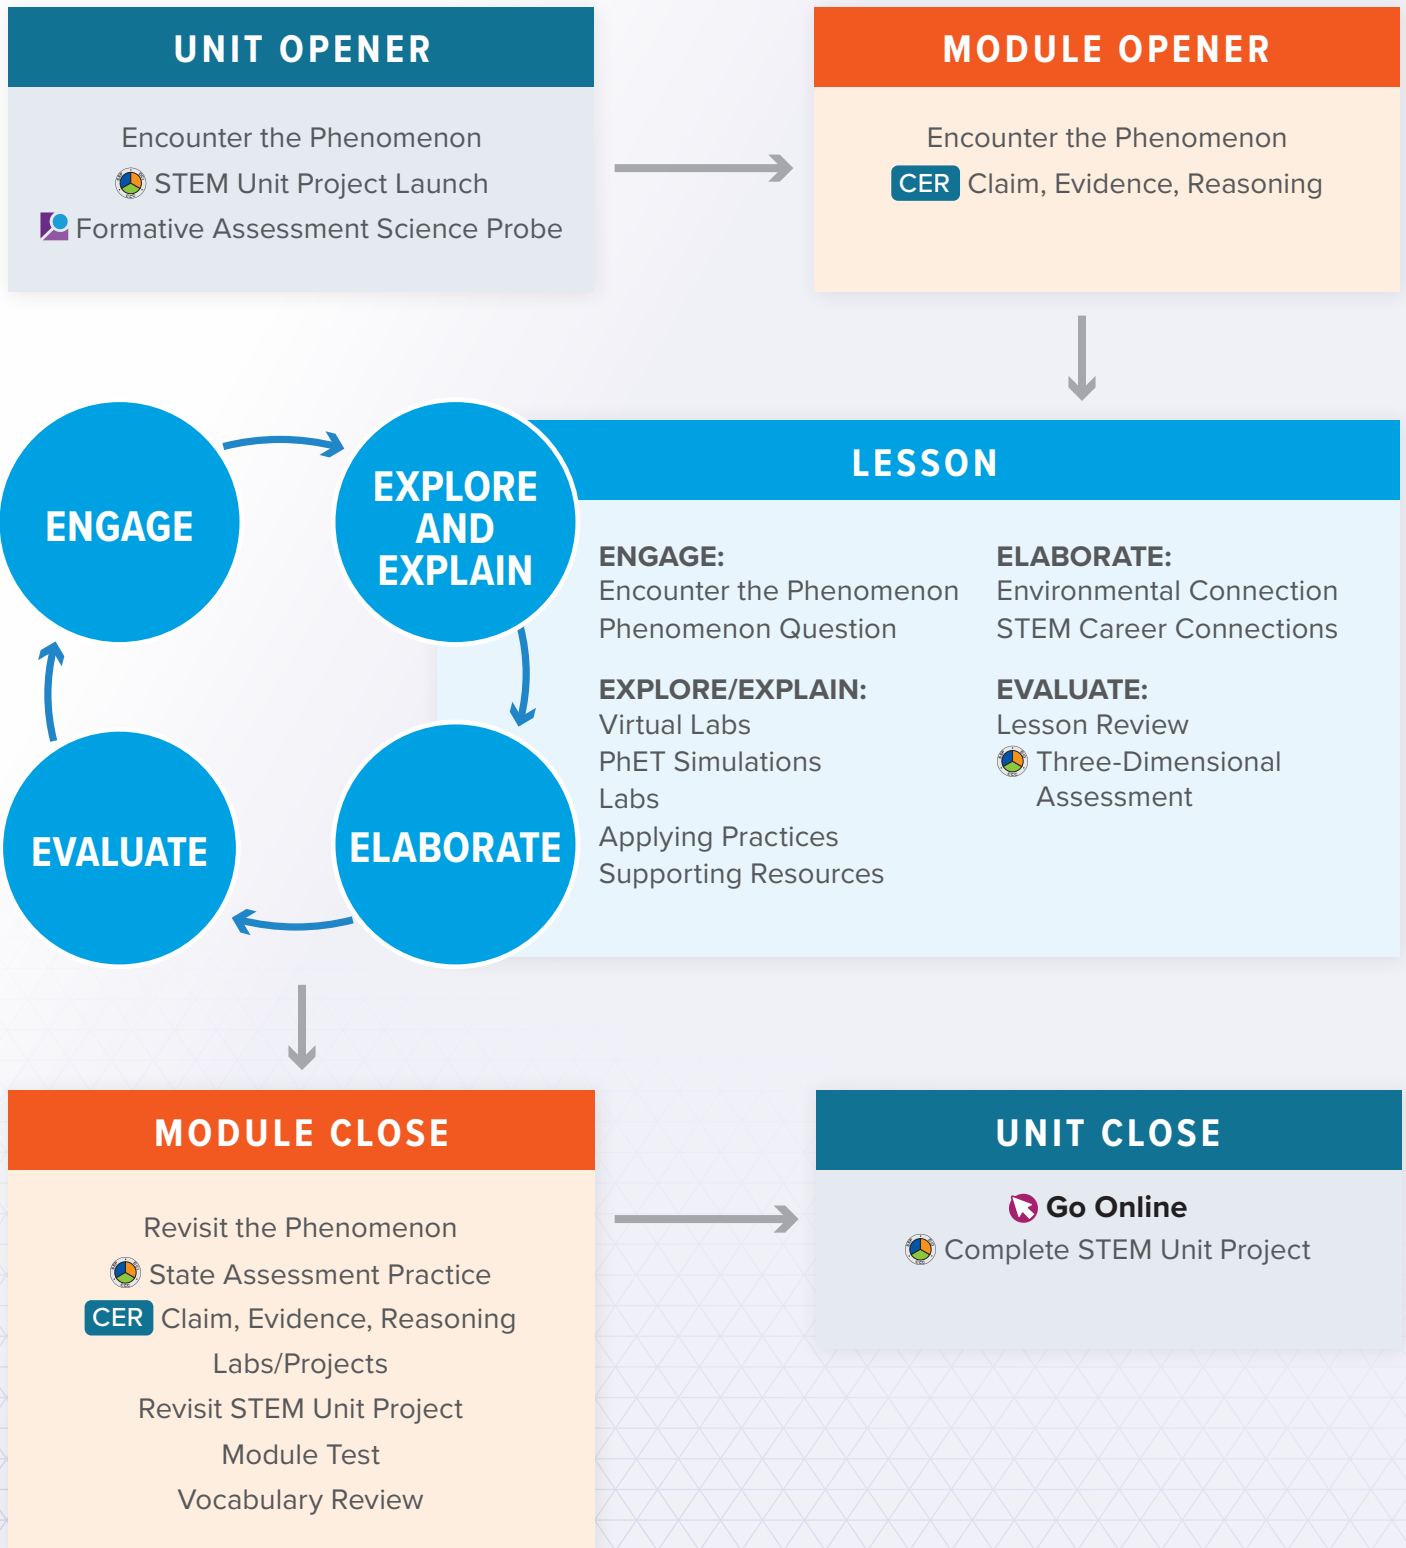 UNIT OPENER
Encounter the Phenomenon
STEM Unit Project Launch
Formative Assessment Science Probe
MODULE OPENER
Encounter the Phenomenon
CER Claim, Evidence, Reasoning
ENGAGE
EXPLORE
AND
EXPLAIN
ELABORATE
EVALUATE
LESSON
ENGAGE:
Encounter the Phenomenon
Phenomenon Question
EXPLORE/EXPLAIN:
Virtual Labs
PhET Simulations
Labs
Applying Practices
Supporting Resources
ELABORATE:
Environmental Connection
STEM Career Connections
EVALUATE:
Lesson Review
Three-Dimensional
Assessment
MODULE CLOSE
Revisit the Phenomenon
State Assessment Practice
CER Claim, Evidence, Reasoning
Labs/Projects
Revisit STEM Unit Project
Module Test
Vocabulary Review
UNIT CLOSE
Go Online
Complete STEM Unit Project